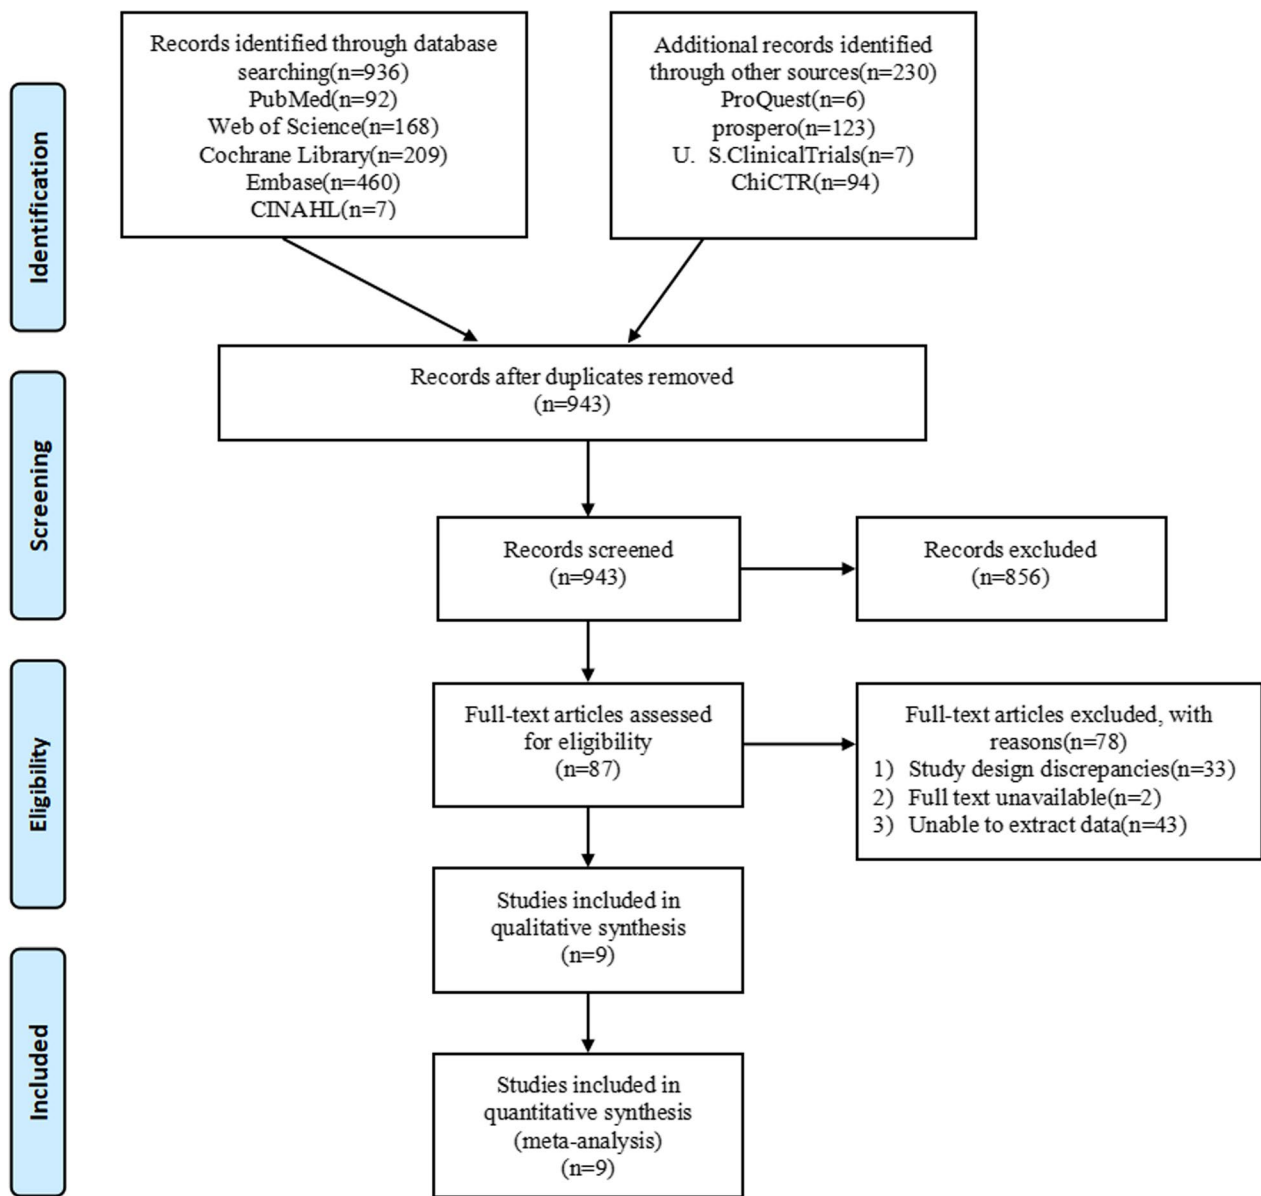 Identification
Records identified through database
searching(n=936)
PubMed(n=92)
Web of Science(n=168)
Cochrane Library(n=209)
Embase(n=460)
CINAHL(n=7)
Additional records identified
through other sources(n=230)
ProQuest(n=6)
prospero(n=123)
U. S.ClinicalTrials(n=7)
ChiCTR(n=94)
Records after duplicates removed
(n=943)
Screening
Records screened
(n=943)
Records excluded
(n=856)
Eligibility
Full-text articles assessed
for eligibility
(n=87)
Full-text articles excluded, with
reasons(n=78)
1) Study design discrepancies(n=33)
2) Full text unavailable(n=2)
3) Unable to extract data(n=43)
Studies included in
qualitative synthesis
(n=9)
Included
Studies included in
quantitative synthesis
(meta-analysis)
(n=9)